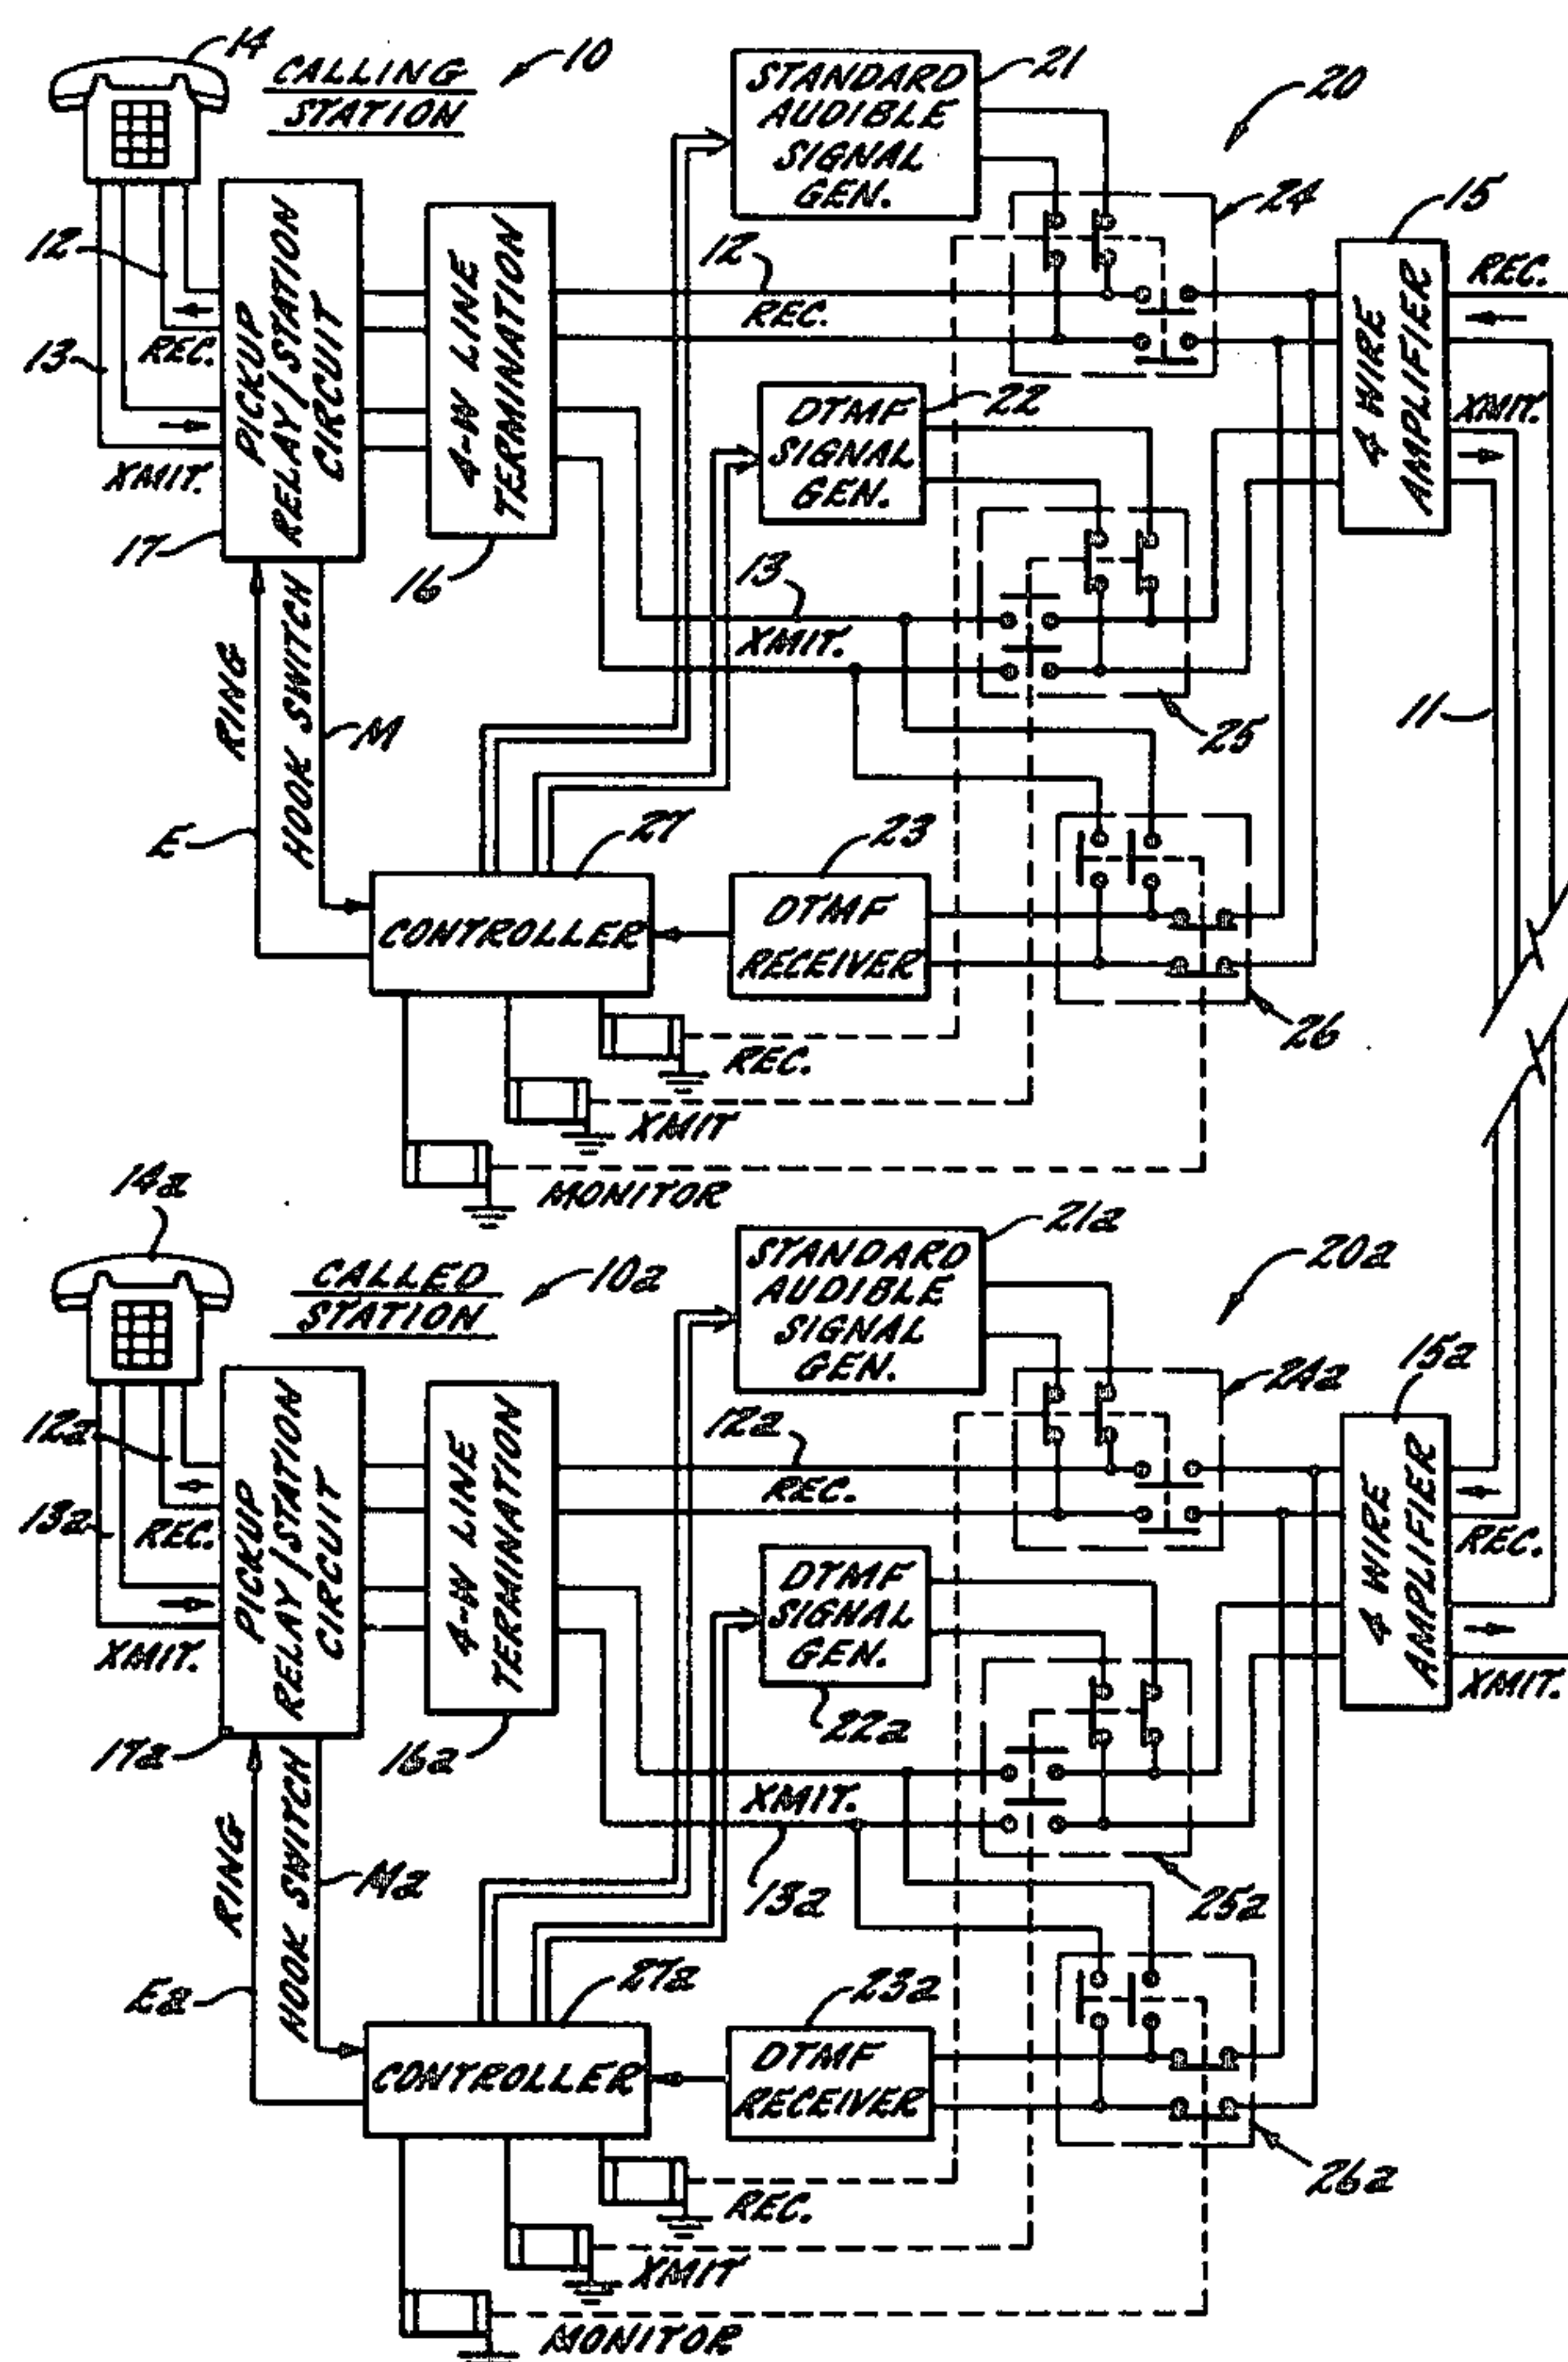 14
CALLING
STATION
10
STANDARD
AUDIBLE
SIGNAL
GEN.
21
20
24
15
12
REC.
13
XMIT.
PICKUP
RELAY/STATION
CIRCUIT
17
4-W LINE
TERMINATION
16
12
REC.
4 WIRE
AMPLIFIER
REC.
XMIT.
DTMF
SIGNAL
GEN.
22
13
XMIT.
25
11
RING
HOOK SWITCH
M
E
27
CONTROLLER
23
DTMF
RECEIVER
26
REC.
XMIT
MONITOR
14a
CALLED
STATION
10a
STANDARD
AUDIBLE
SIGNAL
GEN.
21a
20a
24a
15a
12a
REC.
13a
XMIT.
PICKUP
RELAY/STATION
CIRCUIT
17a
4-W LINE
TERMINATION
16a
12a
REC.
4 WIRE
AMPLIFIER
REC.
XMIT.
DTMF
SIGNAL
GEN.
22a
XMIT.
13a
25a
RING
HOOK SWITCH
Ma
Ea
27a
CONTROLLER
23a
DTMF
RECEIVER
26a
REC.
XMIT
MONITOR